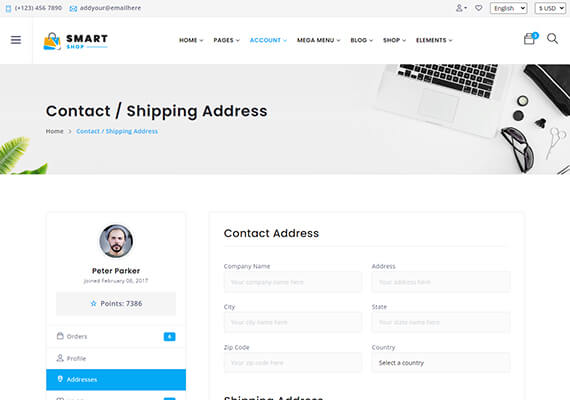 (+123) 456 7890 addyour@emailhere English $ USD
SMART
SHOP
HOME PAGES ACCOUNT MEGA MENU BLOG SHOP ELEMENTS 3
Contact / Shipping Address
Home > Contact / Shipping Address
Peter Parker
Joined February 06, 2017
Points: 7386
Orders 6
Profile
Addresses
Contact Address
Company Name Address
Your company name here Your address here
City State
Your city name here Your state name here
Zip Code Country
Your zip code here Select a country
Shipping Address